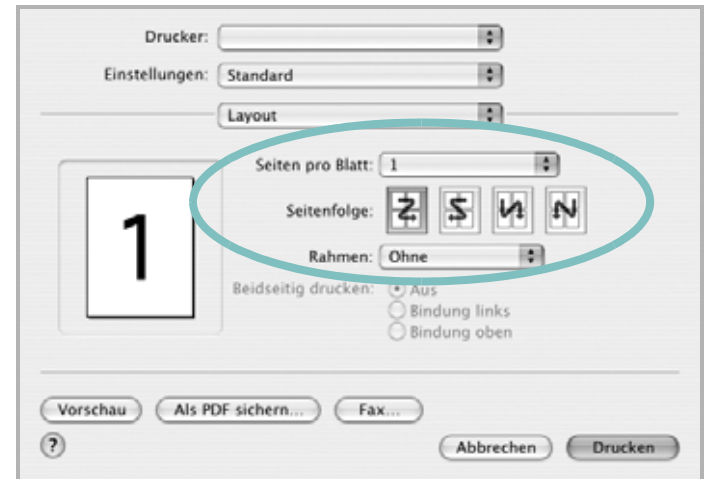 Drucker:
Einstellungen: Standard
Layout
Seiten pro Blatt: 1
Seitenfolge:
1
Rahmen: Ohne
Beidseitig drucken: Aus
Bindung links
Bindung oben
Vorschau Als PDF sichern... Fax...
? Abbrechen Drucken